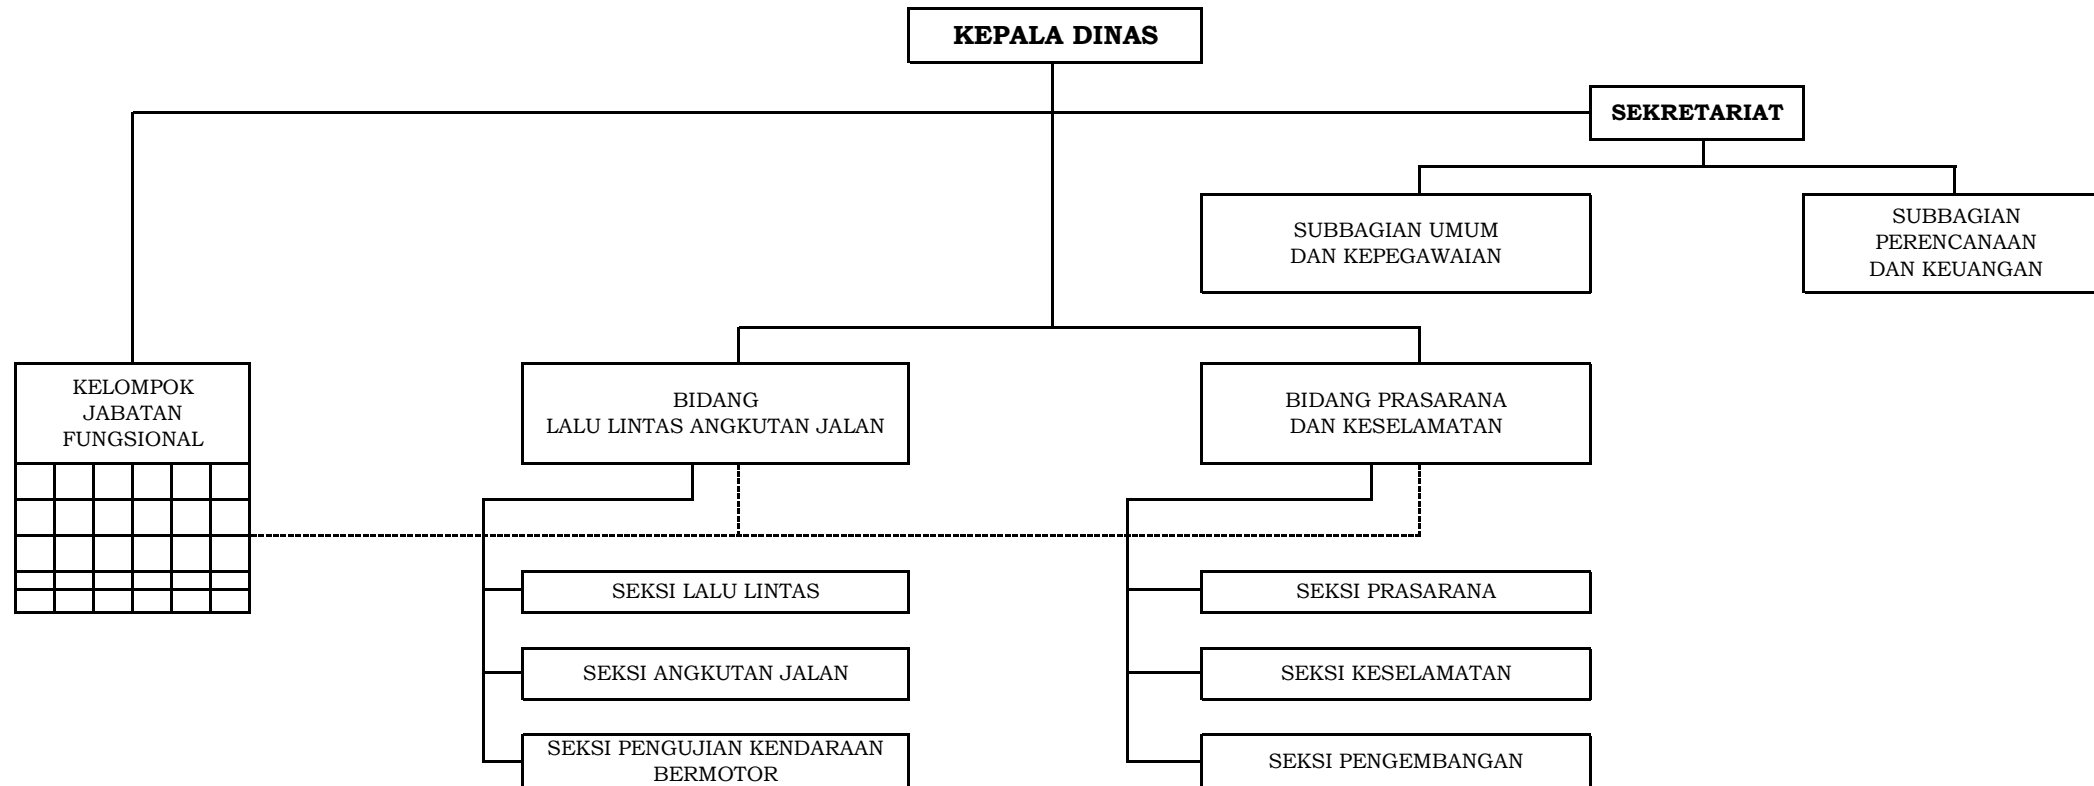 KEPALA DINAS
SEKRETARIAT
SUBBAGIAN UMUM
DAN KEPEGAWAIAN
SUBBAGIAN
PERENCANAAN
DAN KEUANGAN
KELOMPOK
JABATAN
FUNGSIONAL
BIDANG
LALU LINTAS ANGKUTAN JALAN
BIDANG PRASARANA
DAN KESELAMATAN
SEKSI LALU LINTAS
SEKSI PRASARANA
SEKSI ANGKUTAN JALAN
SEKSI KESELAMATAN
SEKSI PENGUJIAN KENDARAAN
BERMOTOR
SEKSI PENGEMBANGAN